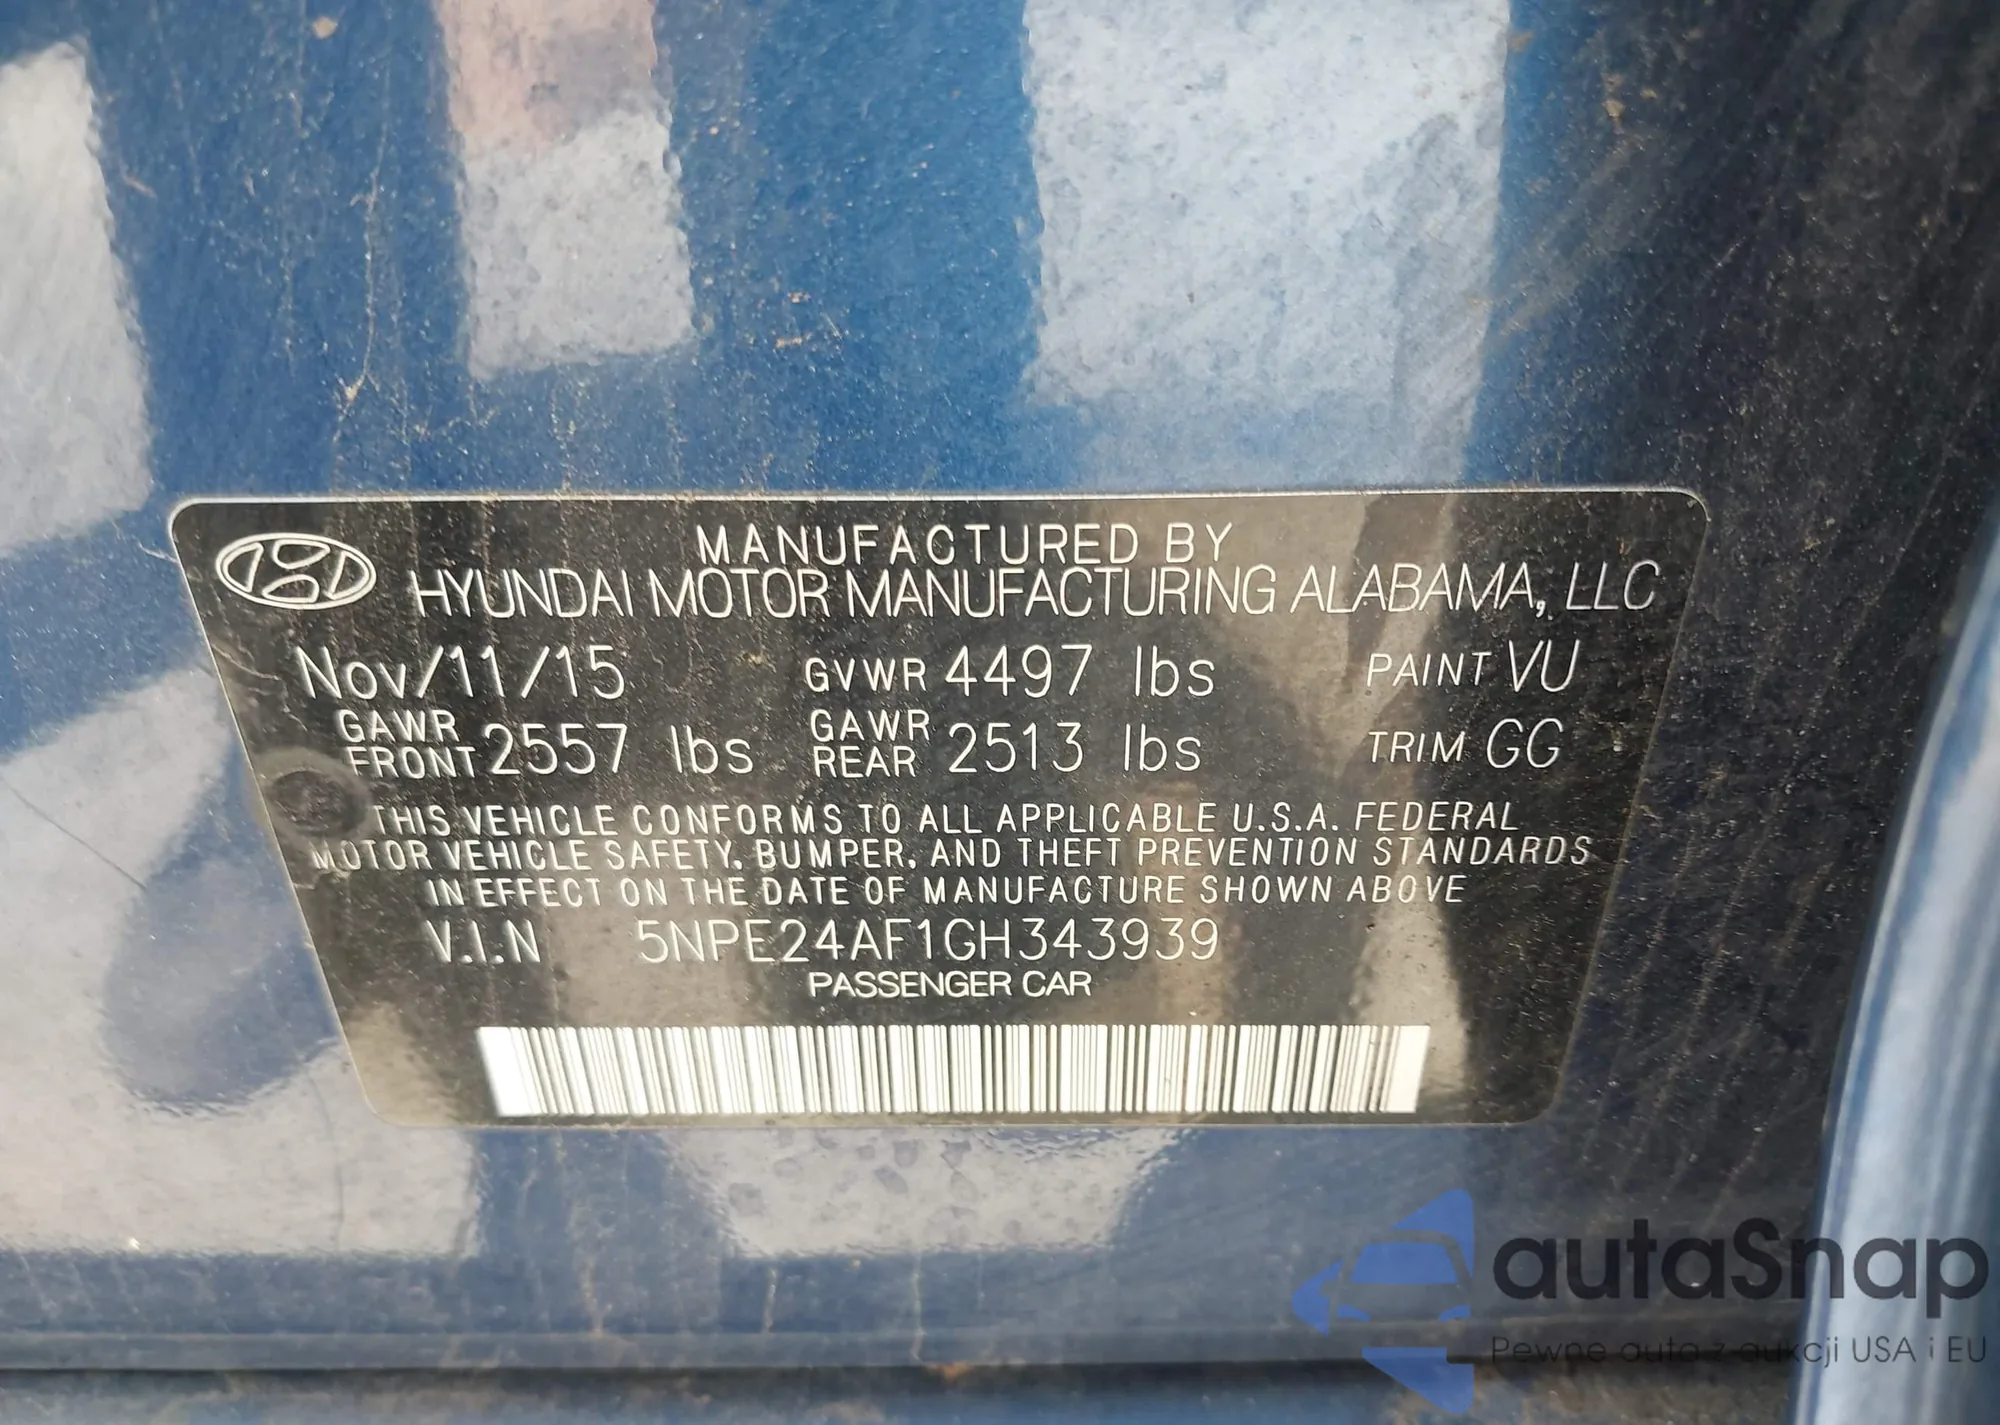 MANUFACTURED BY
HYUNDAI MOTOR MANUFACTURING ALABAMA, LLC
Nov/11/15 GVWR 4497 lbs PAINT VU
GAWR FRONT 2557 lbs GAWR REAR 2513 lbs TRIM GG
THIS VEHICLE CONFORMS TO ALL APPLICABLE U.S.A. FEDERAL
MOTOR VEHICLE SAFETY, BUMPER, AND THEFT PREVENTION STANDARDS
IN EFFECT ON THE DATE OF MANUFACTURE SHOWN ABOVE
V.I.N 5NPE24AF1GH343939
PASSENGER CAR
autaSnap
Pewne auta z aukcji USA i EU